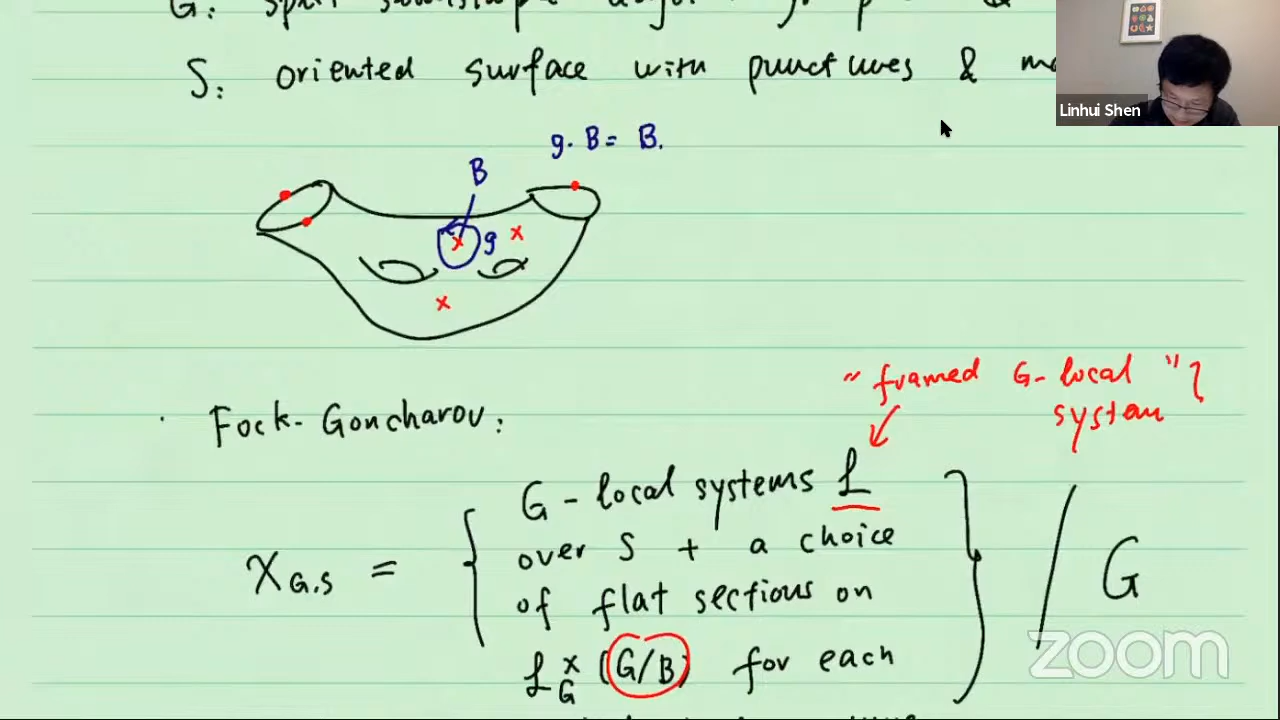 G: split
S: oriented surface with punctures &
g. B = B.
B
g
"framed G-local"
system
Fock-Goncharov:
G-local systems L
over S + a choice
of flat sections on
L ×_G (G/B) for each
X_{G,S} = / G
Linhui Shen
zoom